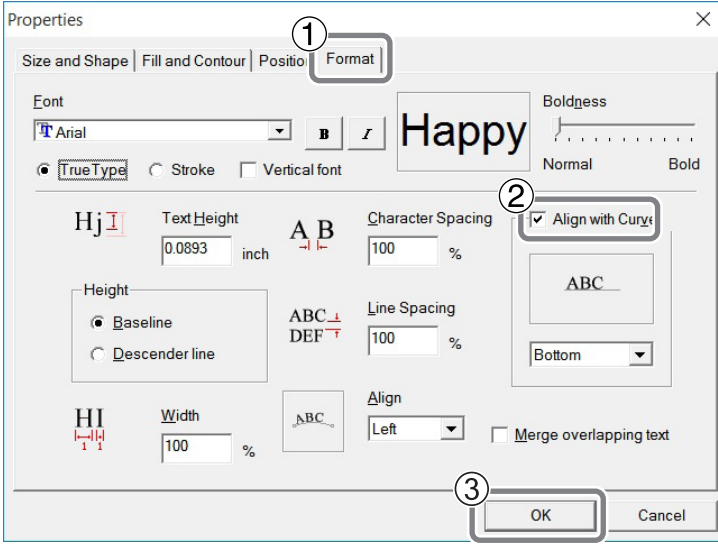 Properties
1
Size and Shape Fill and Contour Position Format
Font
Boldness
Arial
B I
Happy
TrueType Stroke Vertical font
Normal Bold
2
Hj
Text Height
0.0893 inch
A B
Character Spacing
100 %
Align with Curve
ABC
Bottom
Height
Baseline
Descender line
ABC
DEF
Line Spacing
100 %
HI
1 1
Width
100 %
ABC
Align
Left
Merge overlapping text
3
OK Cancel